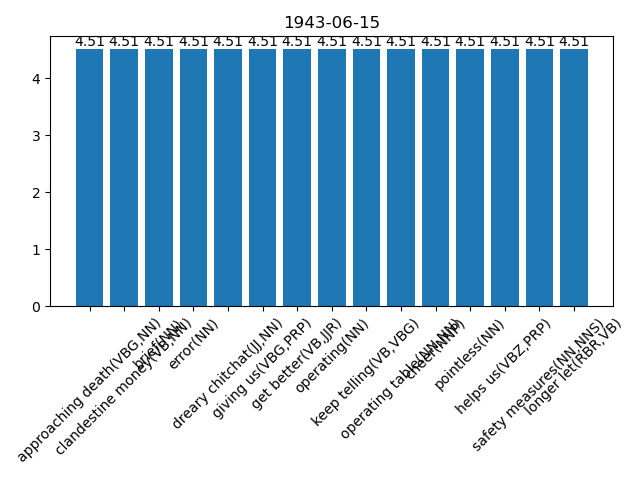 1943-06-15
4.51 4.51 4.51 4.51 4.51 4.51 4.51 4.51 4.51 4.51 4.51 4.51 4.51 4.51 4.51
4
3
2
1
0
approaching death(VBG,NN)
clandestine money(VB,NN)
brief(NN)
error(NN)
dreary chitchat(JJ,NN)
giving us(VBG,PRP)
get better(VB,JJR)
operating(NN)
keep telling(VB,VBG)
operating table(NN,NN)
cheer(NNP)
pointless(NN)
helps us(VBZ,PRP)
safety measures(NN,NNS)
longer let(RBR,VB)